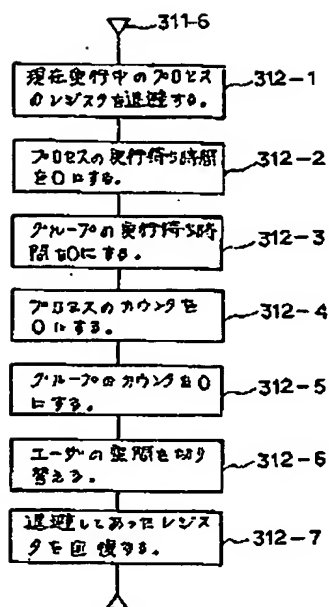 311-6
現在実行中のプロセス
のレジスタを退避する。
312-1
プロセスの実行待ち時間
を0にする。
312-2
グループの実行待ち時
間を0にする。
312-3
プロセスのカウンタを
0にする。
312-4
グループのカウンタを0
にする。
312-5
ユーザの空間を切り
替える。
312-6
退避してあったレジス
タを回復する。
312-7